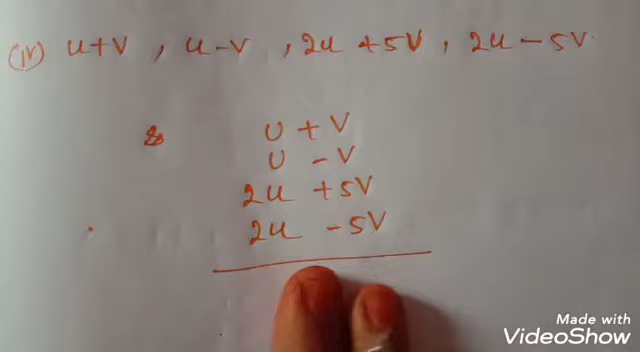 (iv) u+v , u-v , 2u +5v , 2u - 5v
u + v
u - v
2u + 5v
2u - 5v
Made with
VideoShow